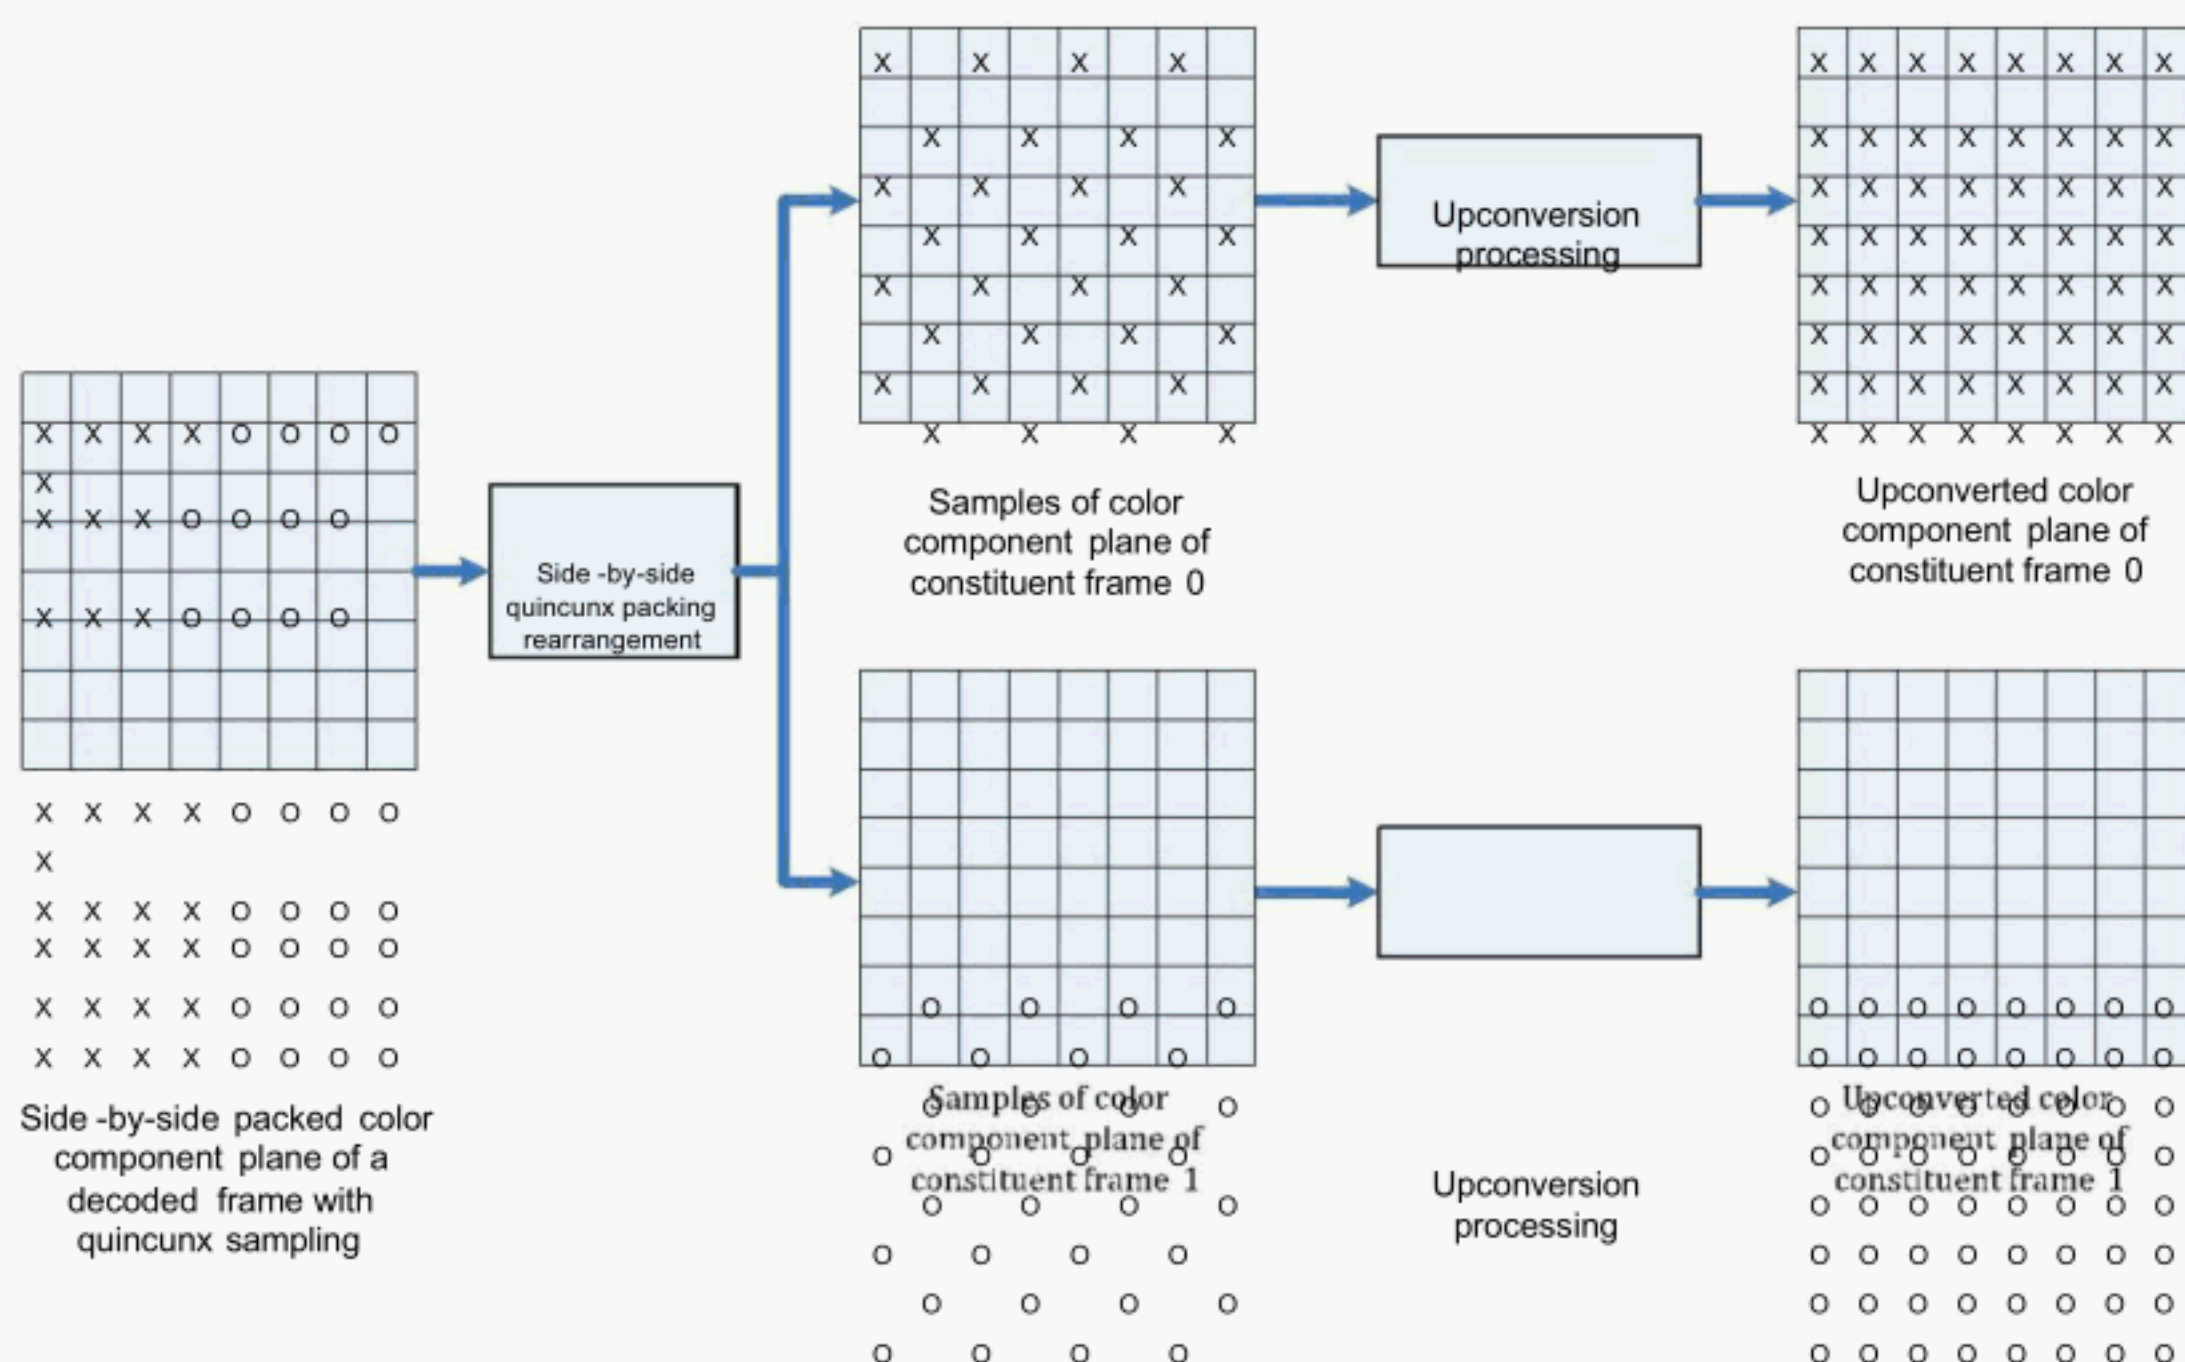 X X X X
X X X X X X X X
X X X X
X X X X X X X X
X X X X
X X X X X X X X
X X X X
X X X X X X X X
X X X X
X X X X X X X X
X X X X
X X X X X X X X
X X X X
X X X X X X X X
X X X X
X X X X X X X X
Upconversion
processing
Samples of color
component plane of
constituent frame 0
Upconverted color
component plane of
constituent frame 0
X X X X O O O O
X
X X X O O O O
X X X O O O O
Side -by-side
quincunx packing
rearrangement
X X X X O O O O
X
X X X X O O O O
X X X X O O O O
X X X X O O O O
X X X X O O O O
Side -by-side packed color
component plane of a
decoded frame with
quincunx sampling
O O O O
O O O O
O O O O
O O O O
O O O O
O O O O
O O O O
O O O O
Samples of color
component plane of
constituent frame 1
Upconversion
processing
O O O O O O O O
O O O O O O O O
O O O O O O O O
O O O O O O O O
O O O O O O O O
O O O O O O O O
O O O O O O O O
O O O O O O O O
Upconverted color
component plane of
constituent frame 1